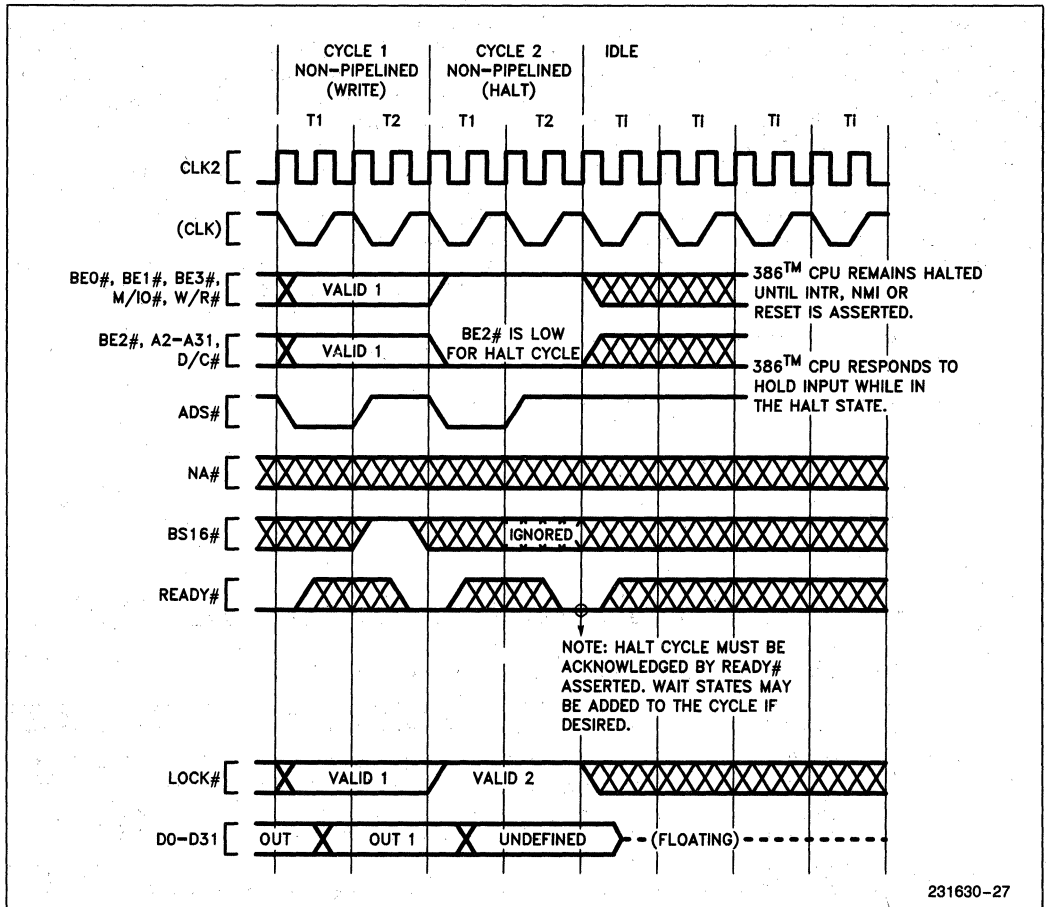 CYCLE 1
NON-PIPELINED
(WRITE)
CYCLE 2
NON-PIPELINED
(HALT)
IDLE
T1 T2 T1 T2 Ti Ti Ti Ti
CLK2
(CLK)
BE0#, BE1#, BE3#,
M/IO#, W/R#
VALID 1
386™ CPU REMAINS HALTED
UNTIL INTR, NMI OR
RESET IS ASSERTED.
BE2#, A2-A31,
D/C#
VALID 1
BE2# IS LOW
FOR HALT CYCLE
386™ CPU RESPONDS TO
HOLD INPUT WHILE IN
THE HALT STATE.
ADS#
NA#
BS16#
IGNORED
READY#
NOTE: HALT CYCLE MUST BE
ACKNOWLEDGED BY READY#
ASSERTED. WAIT STATES MAY
BE ADDED TO THE CYCLE IF
DESIRED.
LOCK#
VALID 1
VALID 2
D0-D31
OUT
OUT 1
UNDEFINED
(FLOATING)
231630-27